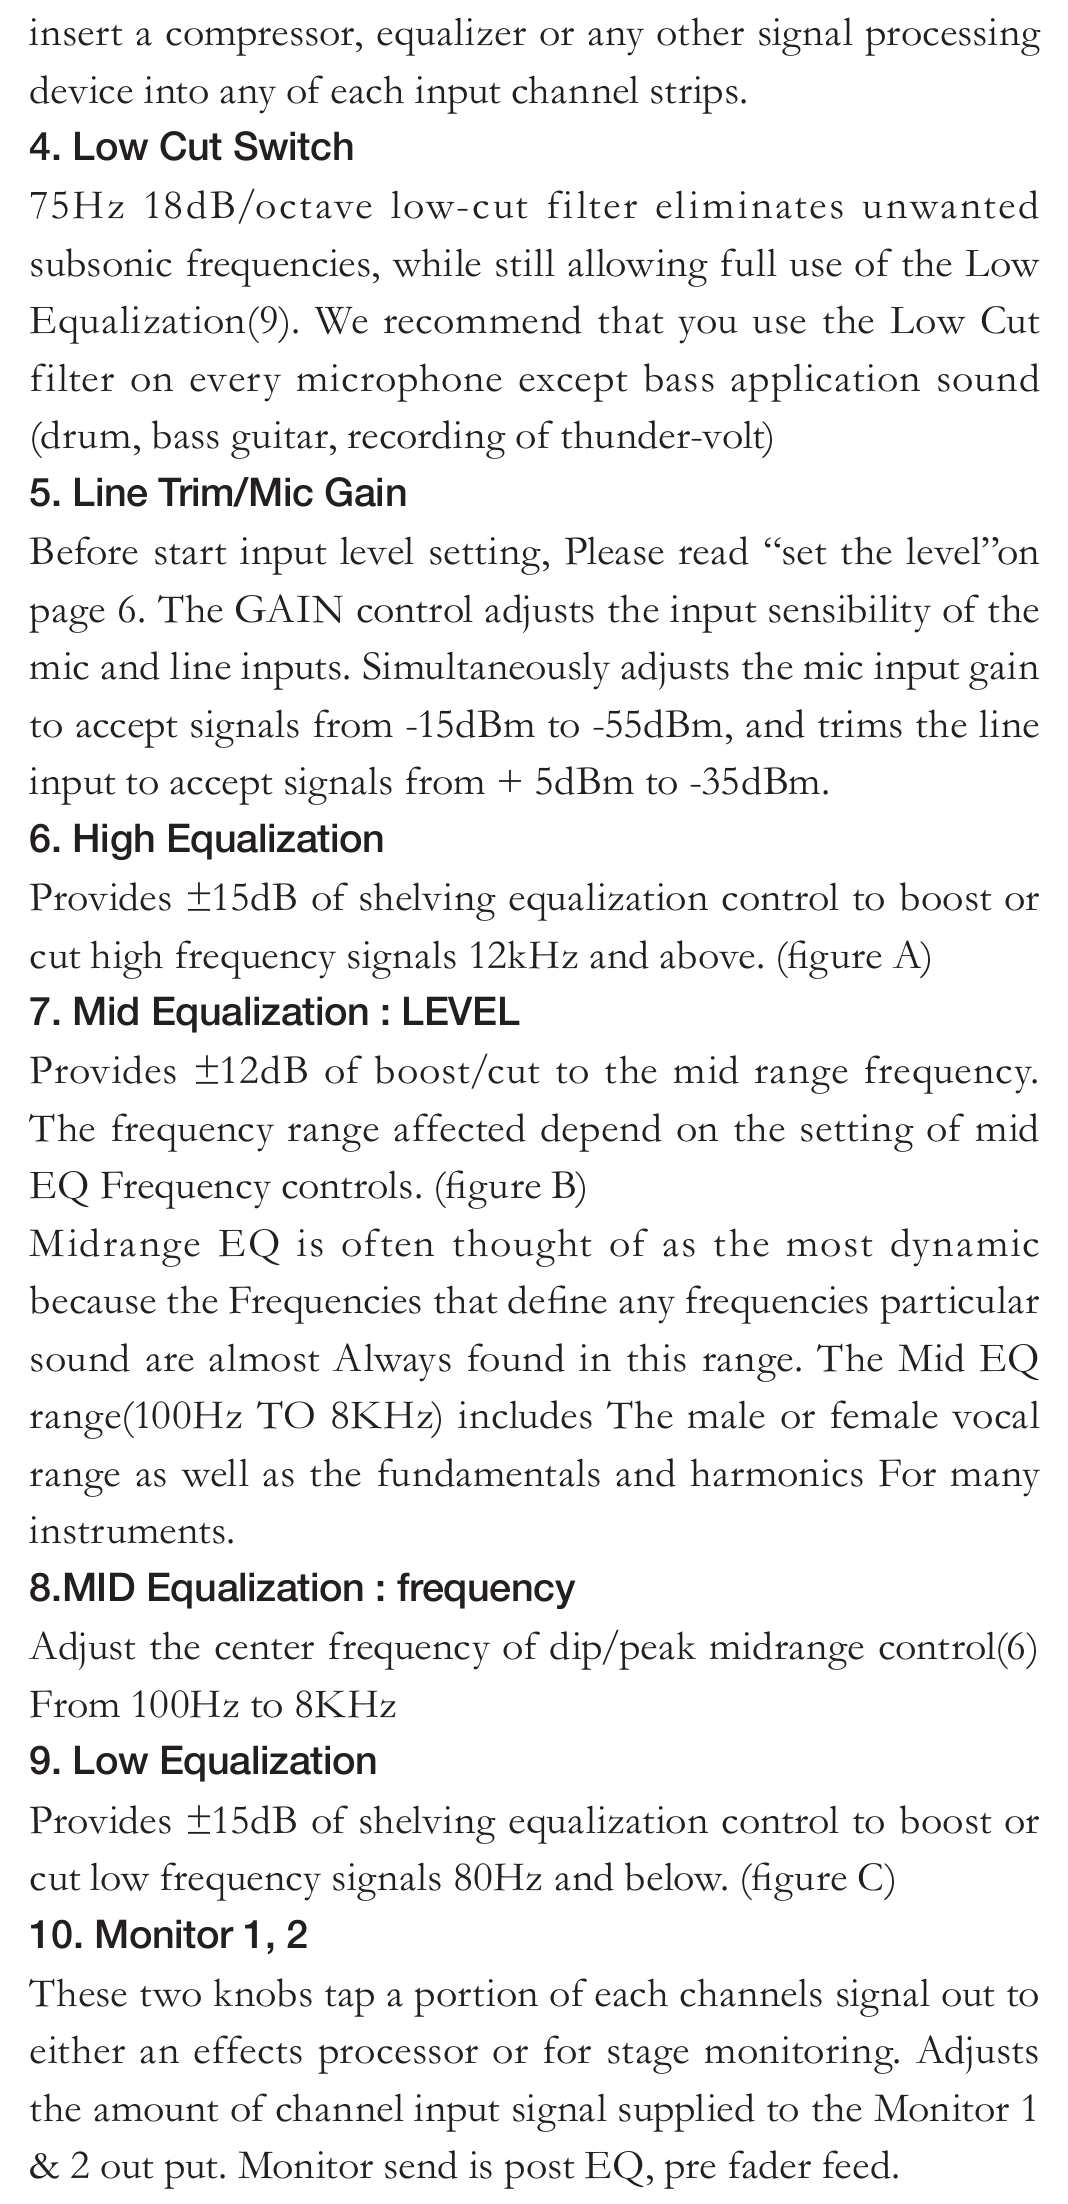 insert a compressor, equalizer or any other signal processing
device into any of each input channel strips.
4. Low Cut Switch
75Hz 18dB/octave low-cut filter eliminates unwanted
subsonic frequencies, while still allowing full use of the Low
Equalization(9). We recommend that you use the Low Cut
filter on every microphone except bass application sound
(drum, bass guitar, recording of thunder-volt)
5. Line Trim/Mic Gain
Before start input level setting, Please read “set the level”on
page 6. The GAIN control adjusts the input sensibility of the
mic and line inputs. Simultaneously adjusts the mic input gain
to accept signals from -15dBm to -55dBm, and trims the line
input to accept signals from + 5dBm to -35dBm.
6. High Equalization
Provides ±15dB of shelving equalization control to boost or
cut high frequency signals 12kHz and above. (figure A)
7. Mid Equalization : LEVEL
Provides ±12dB of boost/cut to the mid range frequency.
The frequency range affected depend on the setting of mid
EQ Frequency controls. (figure B)
Midrange EQ is often thought of as the most dynamic
because the Frequencies that define any frequencies particular
sound are almost Always found in this range. The Mid EQ
range(100Hz TO 8KHz) includes The male or female vocal
range as well as the fundamentals and harmonics For many
instruments.
8.MID Equalization : frequency
Adjust the center frequency of dip/peak midrange control(6)
From 100Hz to 8KHz
9. Low Equalization
Provides ±15dB of shelving equalization control to boost or
cut low frequency signals 80Hz and below. (figure C)
10. Monitor 1, 2
These two knobs tap a portion of each channels signal out to
either an effects processor or for stage monitoring. Adjusts
the amount of channel input signal supplied to the Monitor 1
& 2 out put. Monitor send is post EQ, pre fader feed.